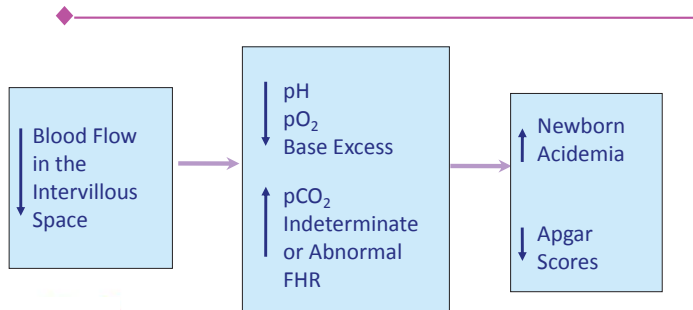 Blood Flow
in the
Intervillous
Space
pH
pO₂
Base Excess
pCO₂
Indeterminate
or Abnormal
FHR
Newborn
Acidemia
Apgar
Scores